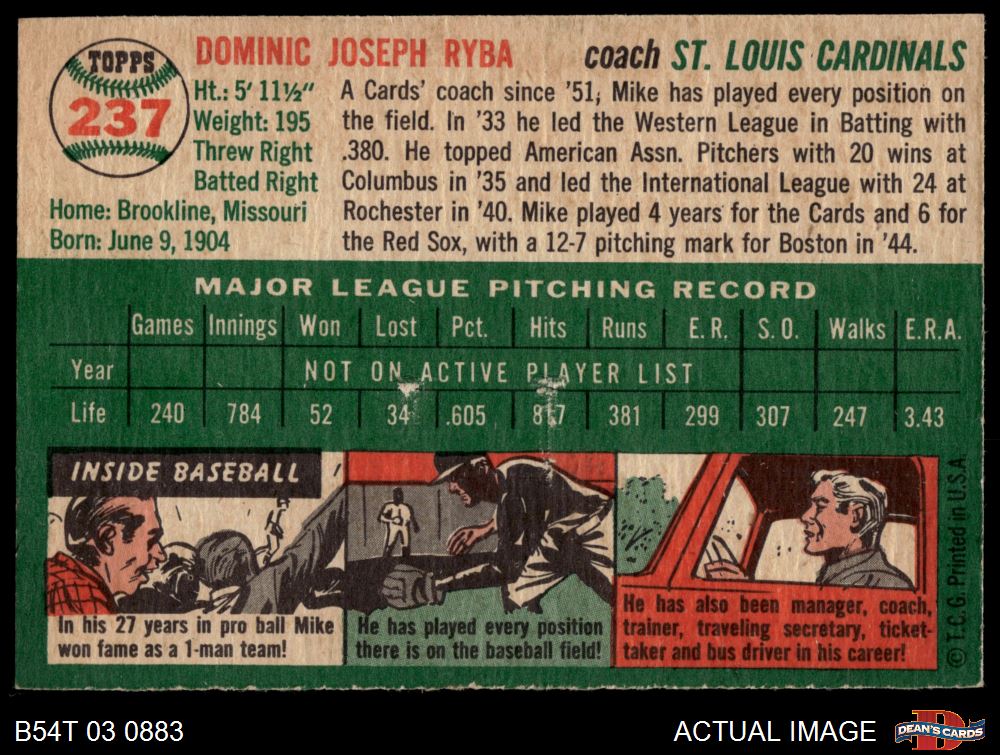 TOPPS
237
DOMINIC JOSEPH RYBA
coach ST. LOUIS CARDINALS
Ht.: 5' 11½"
Weight: 195
Threw Right
Batted Right
Home: Brookline, Missouri
Born: June 9, 1904
A Cards' coach since '51, Mike has played every position on
the field. In '33 he led the Western League in Batting with
.380. He topped American Assn. Pitchers with 20 wins at
Columbus in '35 and led the International League with 24 at
Rochester in '40. Mike played 4 years for the Cards and 6 for
the Red Sox, with a 12-7 pitching mark for Boston in '44.
MAJOR LEAGUE PITCHING RECORD
Games Innings Won Lost Pct. Hits Runs E.R. S.O. Walks E.R.A.
Year NOT ON ACTIVE PLAYER LIST
Life 240 784 52 34 .605 817 381 299 307 247 3.43
INSIDE BASEBALL
In his 27 years in pro ball Mike
won fame as a 1-man team!
He has played every position
there is on the baseball field!
He has also been manager, coach,
trainer, traveling secretary, ticket-
taker and bus driver in his career!
© T.C.G. Printed in U.S.A.
B54T 03 0883
ACTUAL IMAGE
DEAN'S CARDS